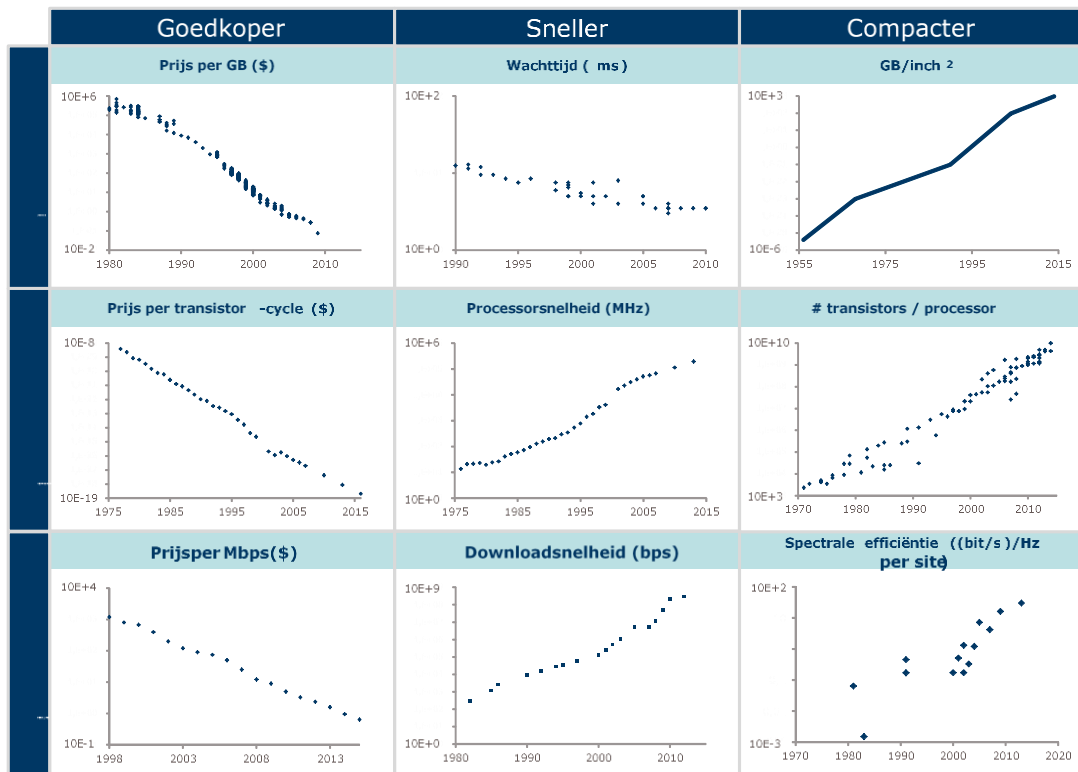 Goedkoper Sneller Compacter
Prijs per GB ($) Wachttijd ( ms) GB/inch 2
10E+6
10E-2
1980 1990 2000 2010
10E+2
10E+0
1990 1995 2000 2005 2010
10E+3
10E-6
1955 1975 1995 2015
Prijs per transistor -cycle ($) Processorsnelheid (MHz) # transistors / processor
10E-8
10E-19
1975 1985 1995 2005 2015
10E+6
10E+0
1975 1985 1995 2005 2015
10E+10
10E+3
1970 1980 1990 2000 2010
Prijsper Mbps($) Downloadsnelheid (bps) Spectrale efficiëntie ((bit/s)/Hz
per site)
10E+4
10E-1
1998 2003 2008 2013
10E+9
10E+0
1980 1990 2000 2010
10E+2
10E-3
1970 1980 1990 2000 2010 2020